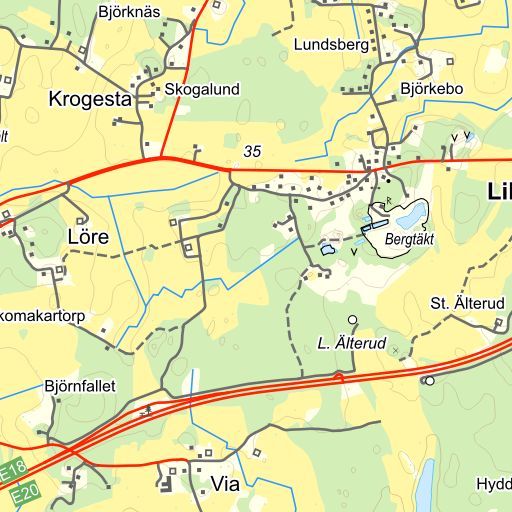 Björknäs
Lundsberg
Skogalund
Björkebo
Krogesta
35
Lil
Löre
Bergtäkt
St. Älterud
komakartorp
L. Älterud
Björnfallet
E18
E20
Via
Hydd